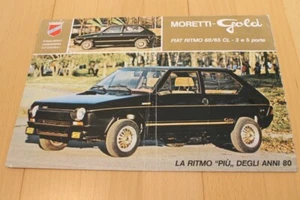 MORETTI-Gold
FIAT RITMO 65/85 CL - 3 e 5 porte
LA RITMO "PIÙ„ DEGLI ANNI 80